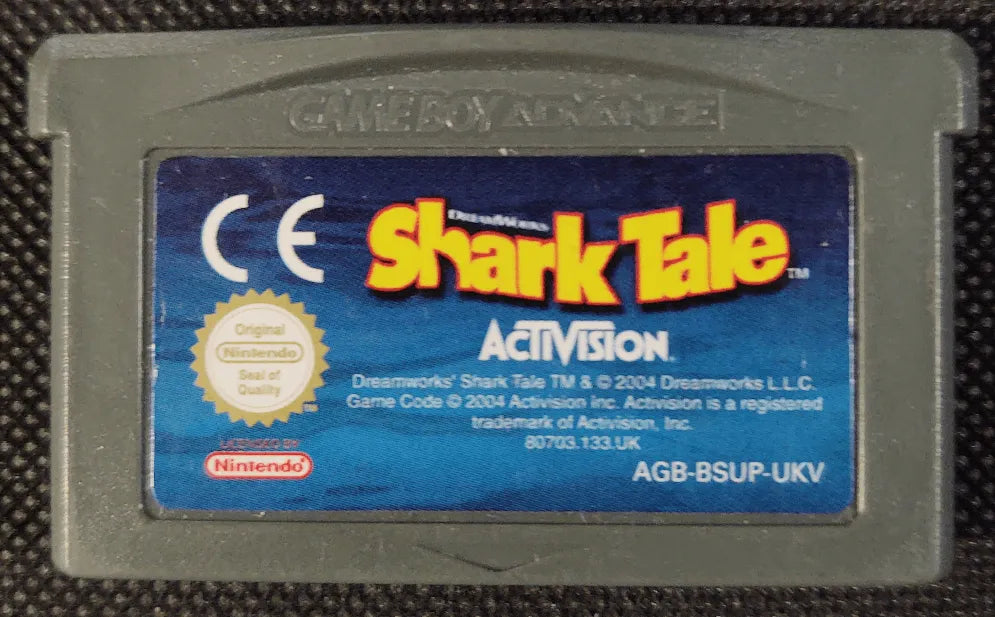 GAME BOY ADVANCE
CE
DREAMWORKS
Shark Tale TM
ACTIVISION
Original
Nintendo
Seal of
Quality
TM
Dreamworks' Shark Tale TM & © 2004 Dreamworks L.L.C.
Game Code © 2004 Activision Inc. Activision is a registered
trademark of Activision, Inc.
80703.133.UK
LICENSED BY
Nintendo
AGB-BSUP-UKV